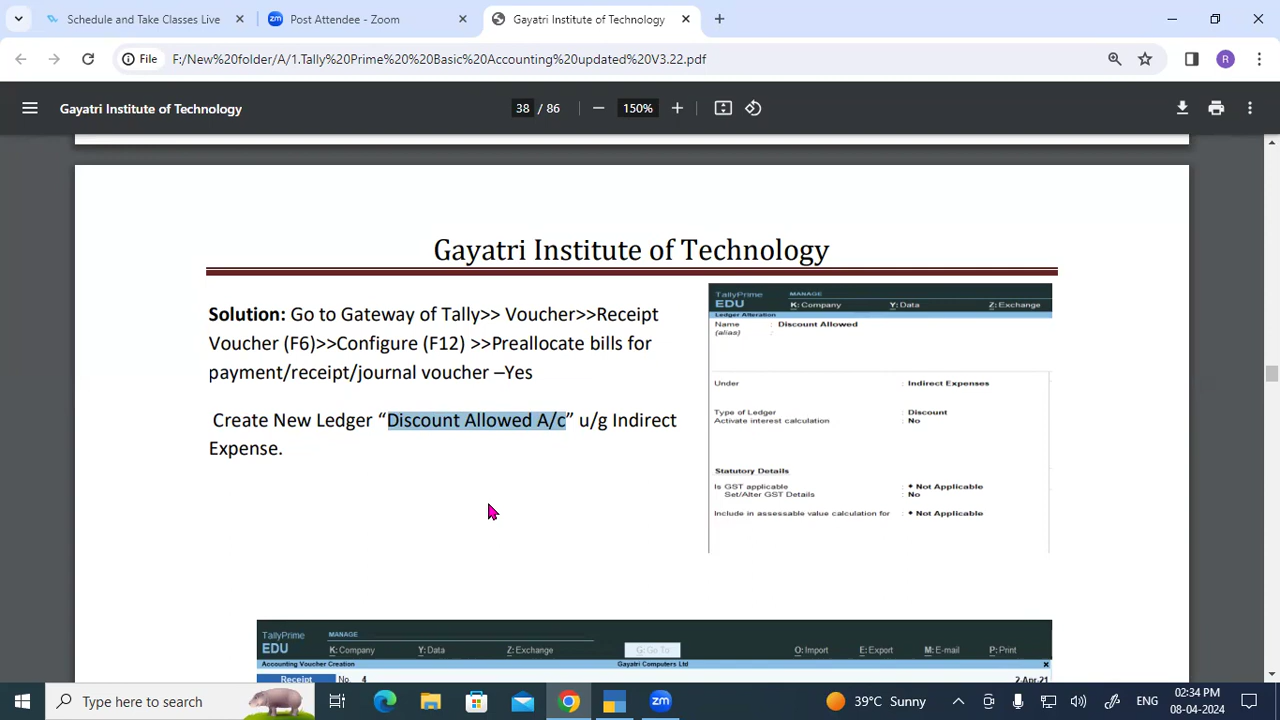 Schedule and Take Classes Live
Post Attendee - Zoom
Gayatri Institute of Technology
File
F:/New%20folder/A/1.Tally%20Prime%20%20Basic%20Accounting%20updated%20V3.22.pdf
R
Gayatri Institute of Technology
38 / 86
150%
Gayatri Institute of Technology
Solution: Go to Gateway of Tally>> Voucher>>Receipt
Voucher (F6)>>Configure (F12) >>Preallocate bills for
payment/receipt/journal voucher –Yes
Create New Ledger “Discount Allowed A/c” u/g Indirect
Expense.
TallyPrime
EDU
MANAGE
K: Company
Y: Data
Z: Exchange
Ledger Alteration
Name : Discount Allowed
(alias) :
Under : Indirect Expenses
Type of Ledger : Discount
Activate interest calculation : No
Statutory Details
Is GST applicable : • Not Applicable
Set/Alter GST Details : No
Include in assessable value calculation for : • Not Applicable
TallyPrime
EDU
MANAGE
K: Company
Y: Data
Z: Exchange
G: Go To
O: Import
E: Export
M: E-mail
P: Print
Accounting Voucher Creation
Gayatri Computers Ltd
Receipt No. 4
2-Apr-21
Type here to search
zm
39°C Sunny
ENG
02:34 PM
08-04-2024